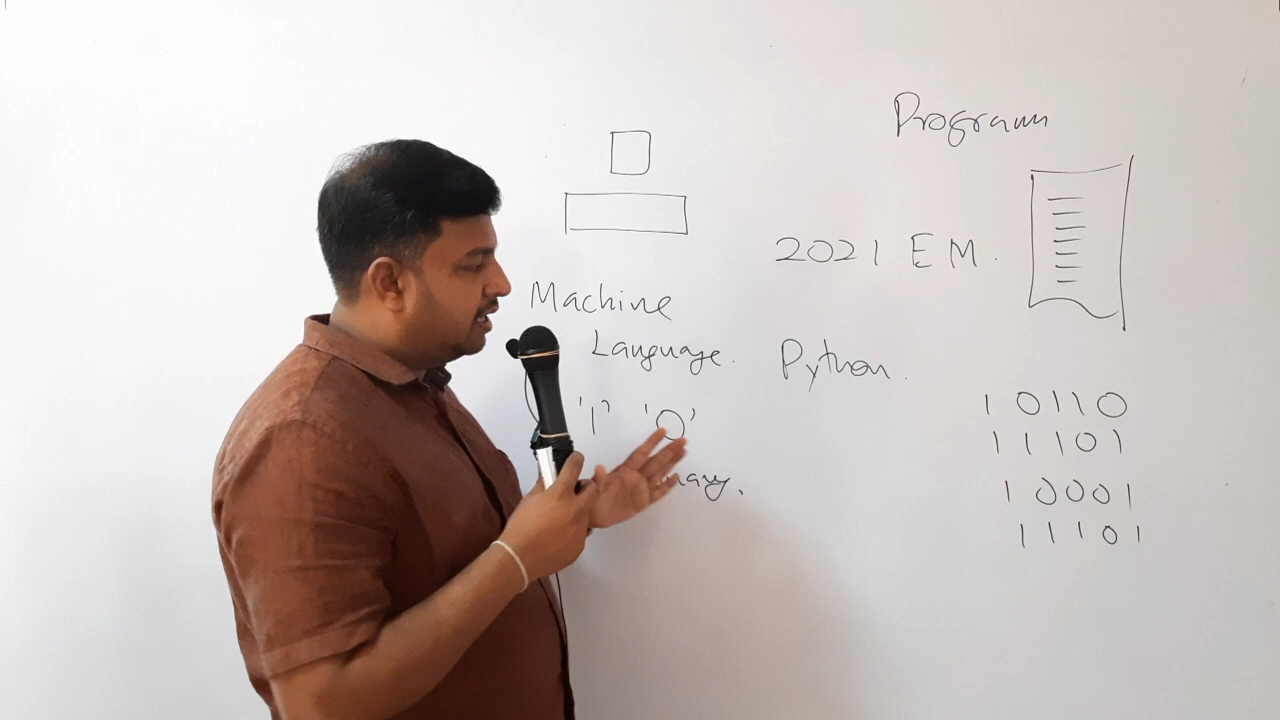 Program
2021 EM.
Machine
Language.
Python.
'1' '0'
10110
11101
10001
11101